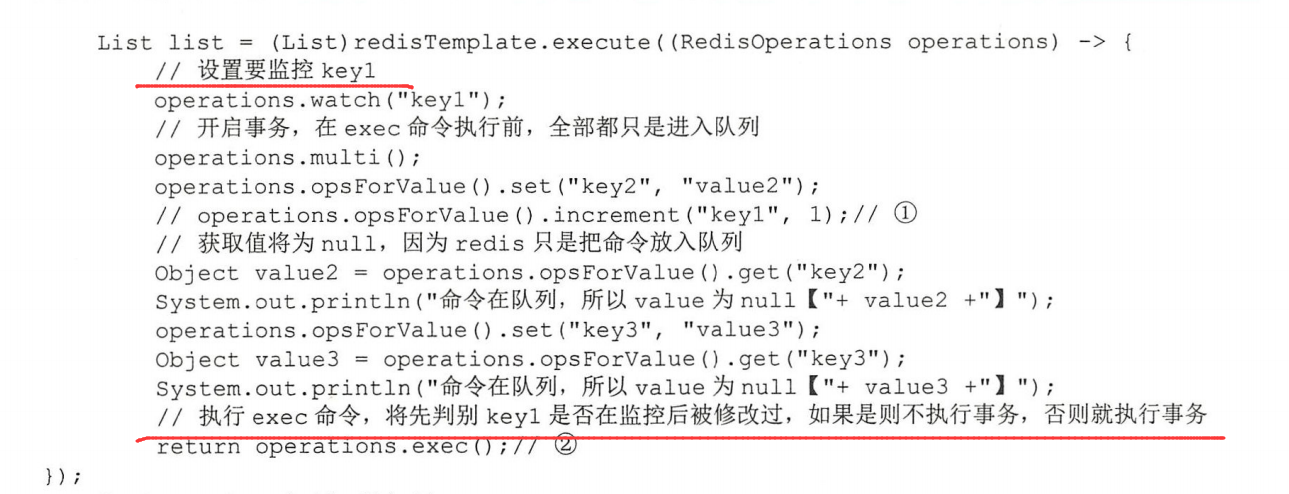 List list = (List)redisTemplate.execute((RedisOperations operations) -> {
// 设置要监控 key1
operations.watch("key1");
// 开启事务，在 exec 命令执行前，全部都只是进入队列
operations.multi();
operations.opsForValue().set("key2", "value2");
// operations.opsForValue().increment("key1", 1);// ①
// 获取值将为 null，因为 redis 只是把命令放入队列
Object value2 = operations.opsForValue().get("key2");
System.out.println("命令在队列，所以 value 为 null【"+ value2 +"】");
operations.opsForValue().set("key3", "value3");
Object value3 = operations.opsForValue().get("key3");
System.out.println("命令在队列，所以 value 为 null【"+ value3 +"】");
// 执行 exec 命令，将先判别 key1 是否在监控后被修改过，如果是则不执行事务，否则就执行事务
return operations.exec();// ②
});